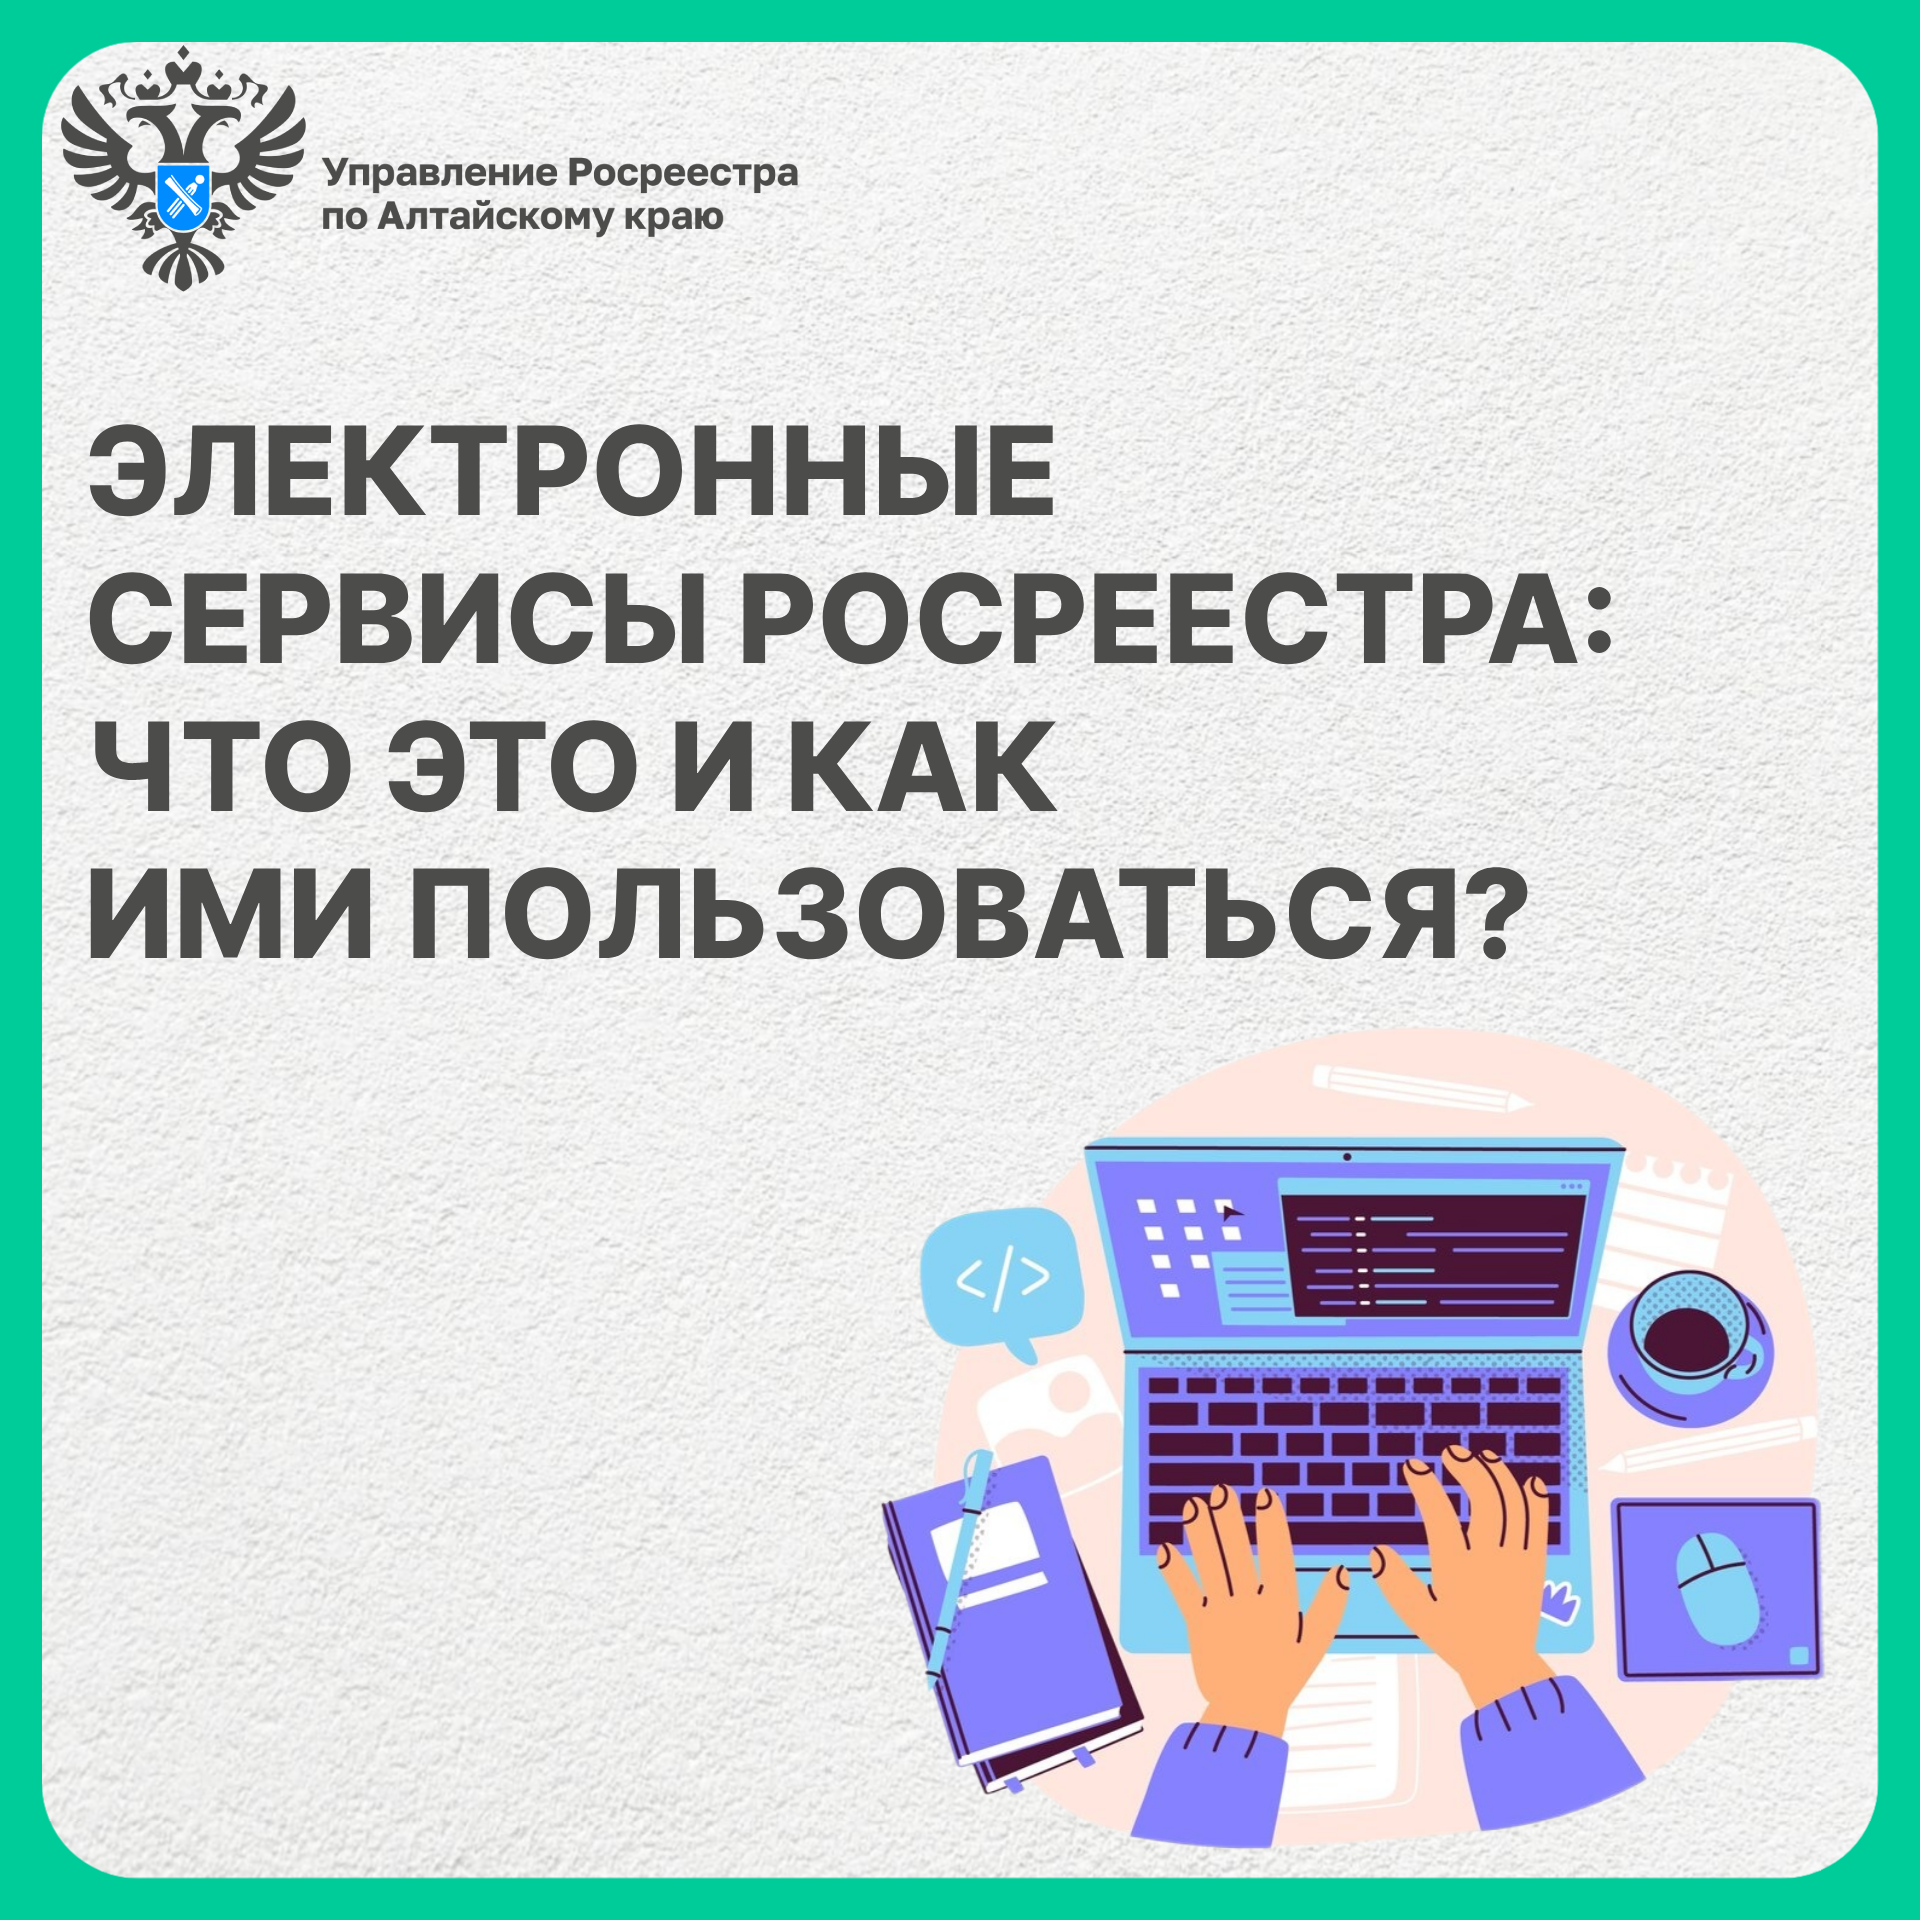 Управление Росреестра
по Алтайскому краю
ЭЛЕКТРОННЫЕ
СЕРВИСЫ РОСРЕЕСТРА:
ЧТО ЭТО И КАК
ИМИ ПОЛЬЗОВАТЬСЯ?
</>